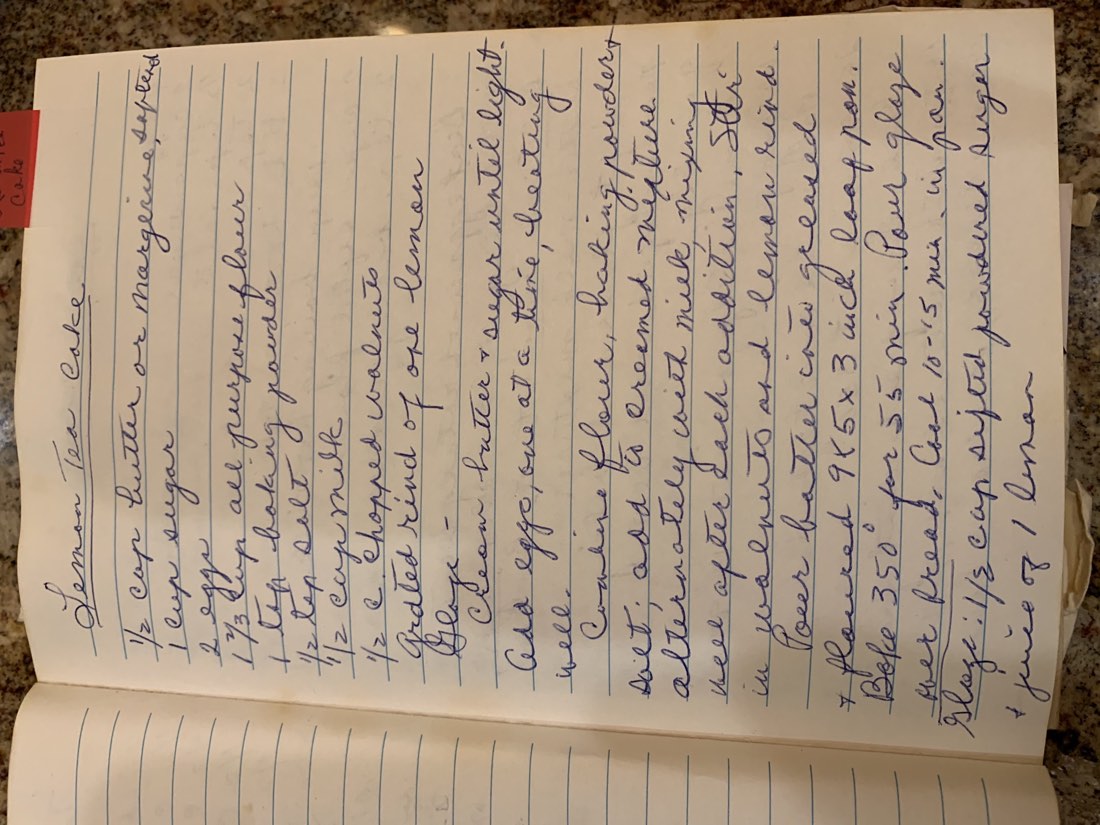 Cake
Lemon Tea Cake
1/2 cup butter or margerine, softend
1 cup sugar
2 eggs
1 2/3 cup all-purpose flour
1 tsp baking powder
1/2 tsp salt
1/2 cup milk
1/2 c. chopped walnuts
Grated rind of one lemon
Glaze -
Cream butter + sugar until light.
Add eggs, one at a time, beating
well.
Combine flour, baking powder +
salt; add to creamed mixture
alternately with milk, mixing
well after each addition, Stir
in walnuts and lemon rind.
Pour batter into greased
+ floured 9x5x3 inch loaf pan.
Bake 350° for 55 min. Pour glaze
over bread. Cool 10-15 min. in pan.
Glaze: 1/2 cup sifted powdered sugar
+ juice of 1 lemon